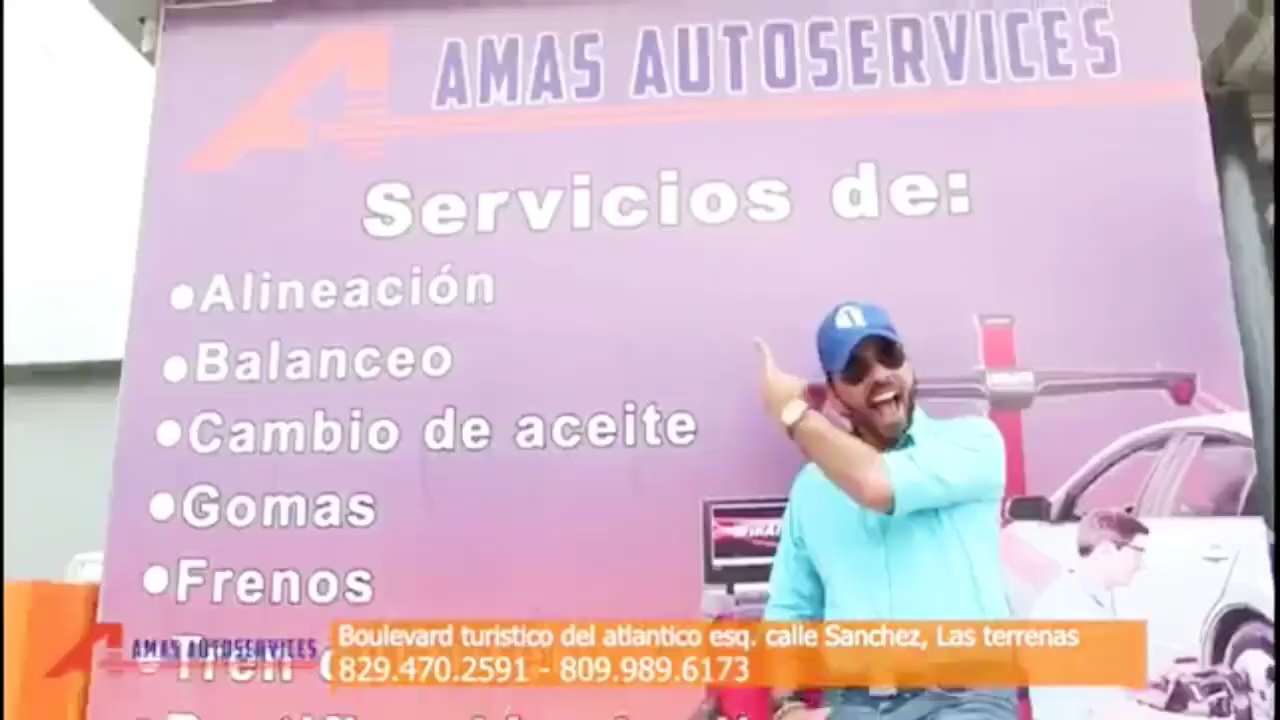 AMAS AUTOSERVICES
Servicios de:
•Alineación
•Balanceo
•Cambio de aceite
•Gomas
•Frenos
AMAS AUTOSERVICES
Boulevard turistico del atlantico esq. calle Sanchez, Las terrenas
829.470.2591 - 809.989.6173
•Tren